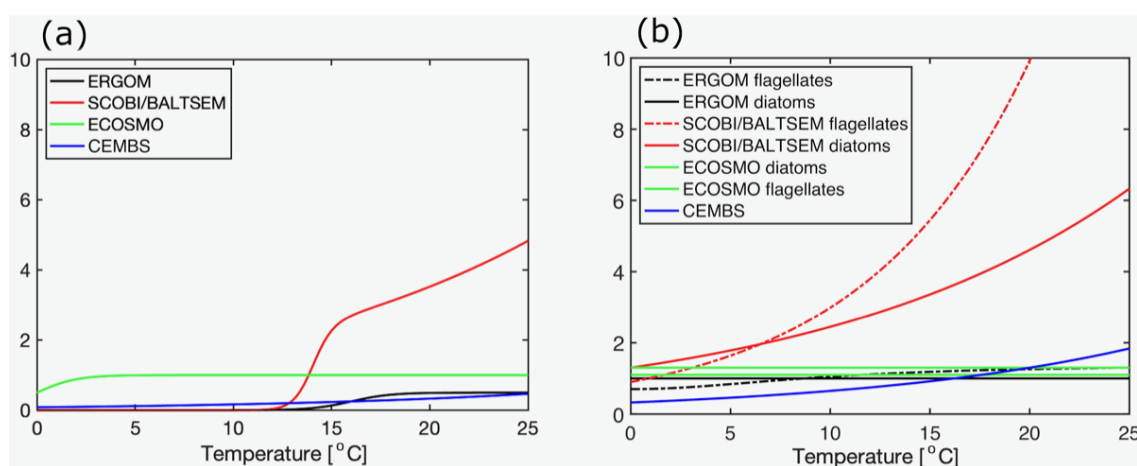 (a)
10
8
6
4
2
0
ERGOM
SCOBI/BALTSEM
ECOSMO
CEMBS
0 5 10 15 20 25
Temperature [°C]
(b)
10
8
6
4
2
0
ERGOM flagellates
ERGOM diatoms
SCOBI/BALTSEM flagellates
SCOBI/BALTSEM diatoms
ECOSMO diatoms
ECOSMO flagellates
CEMBS
0 5 10 15 20 25
Temperature [°C]